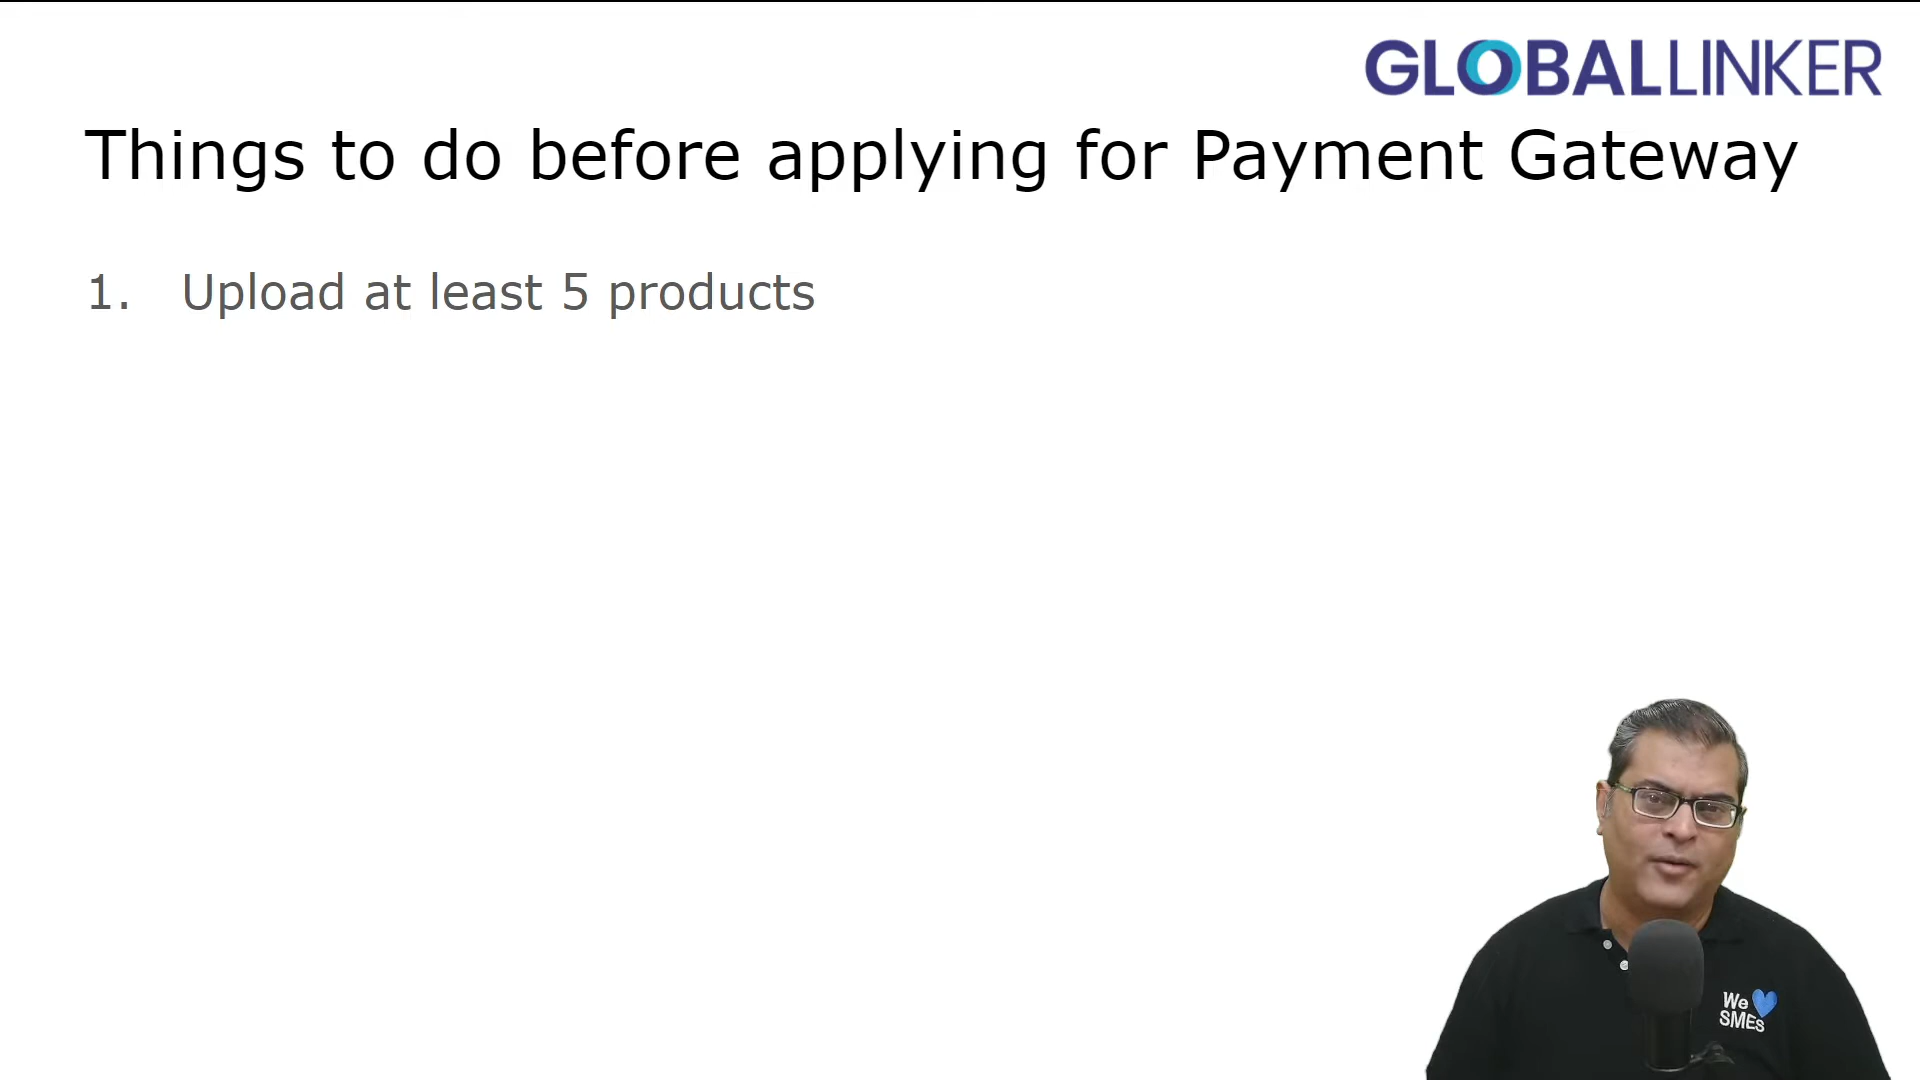 GLOBALLINKER
Things to do before applying for Payment Gateway
1. Upload at least 5 products
We 💙
SMEs